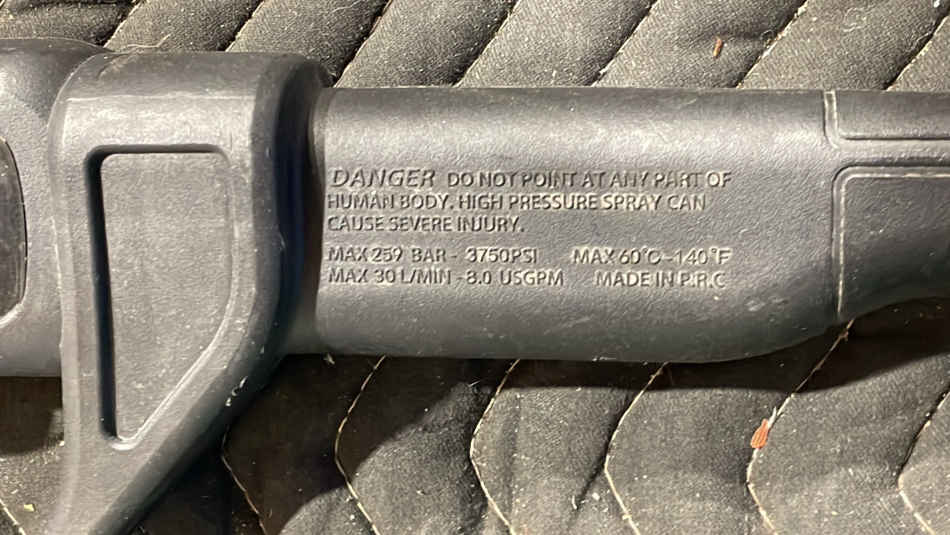 DANGER DO NOT POINT AT ANY PART OF
HUMAN BODY. HIGH PRESSURE SPRAY CAN
CAUSE SEVERE INJURY.
MAX 259 BAR - 3750PSI MAX 60°C-140°F
MAX 30 L/MIN - 8.0 USGPM MADE IN P.R.C